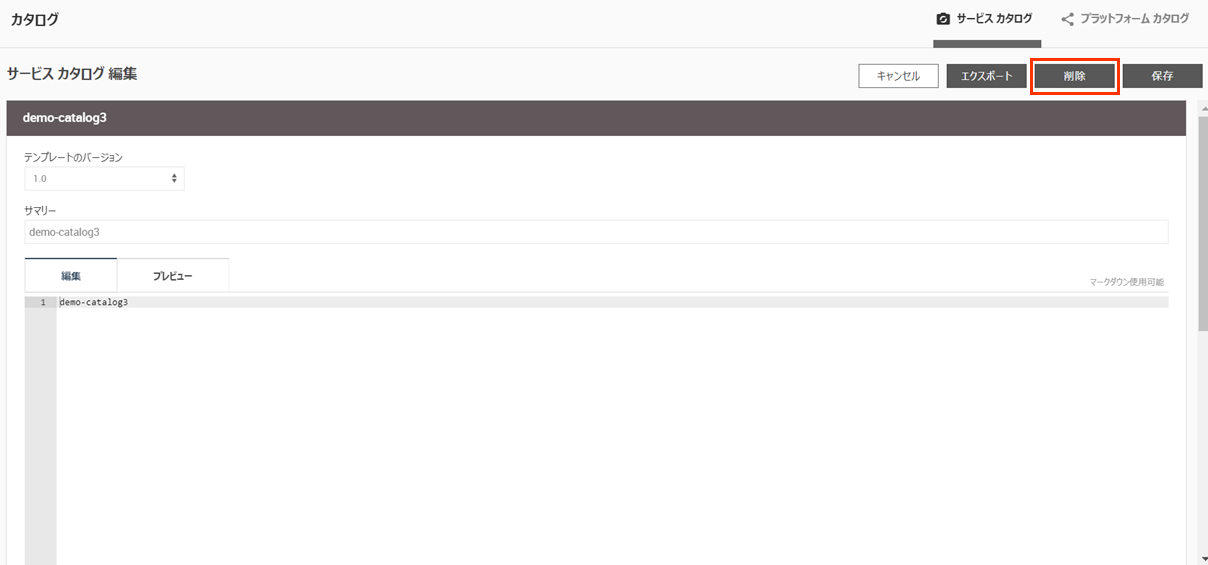 カタログ
サービス カタログ
プラットフォーム カタログ
サービス カタログ 編集
キャンセル
エクスポート
削除
保存
demo-catalog3
テンプレートのバージョン
1.0
サマリー
demo-catalog3
編集
プレビュー
マークダウン使用可能
1 demo-catalog3